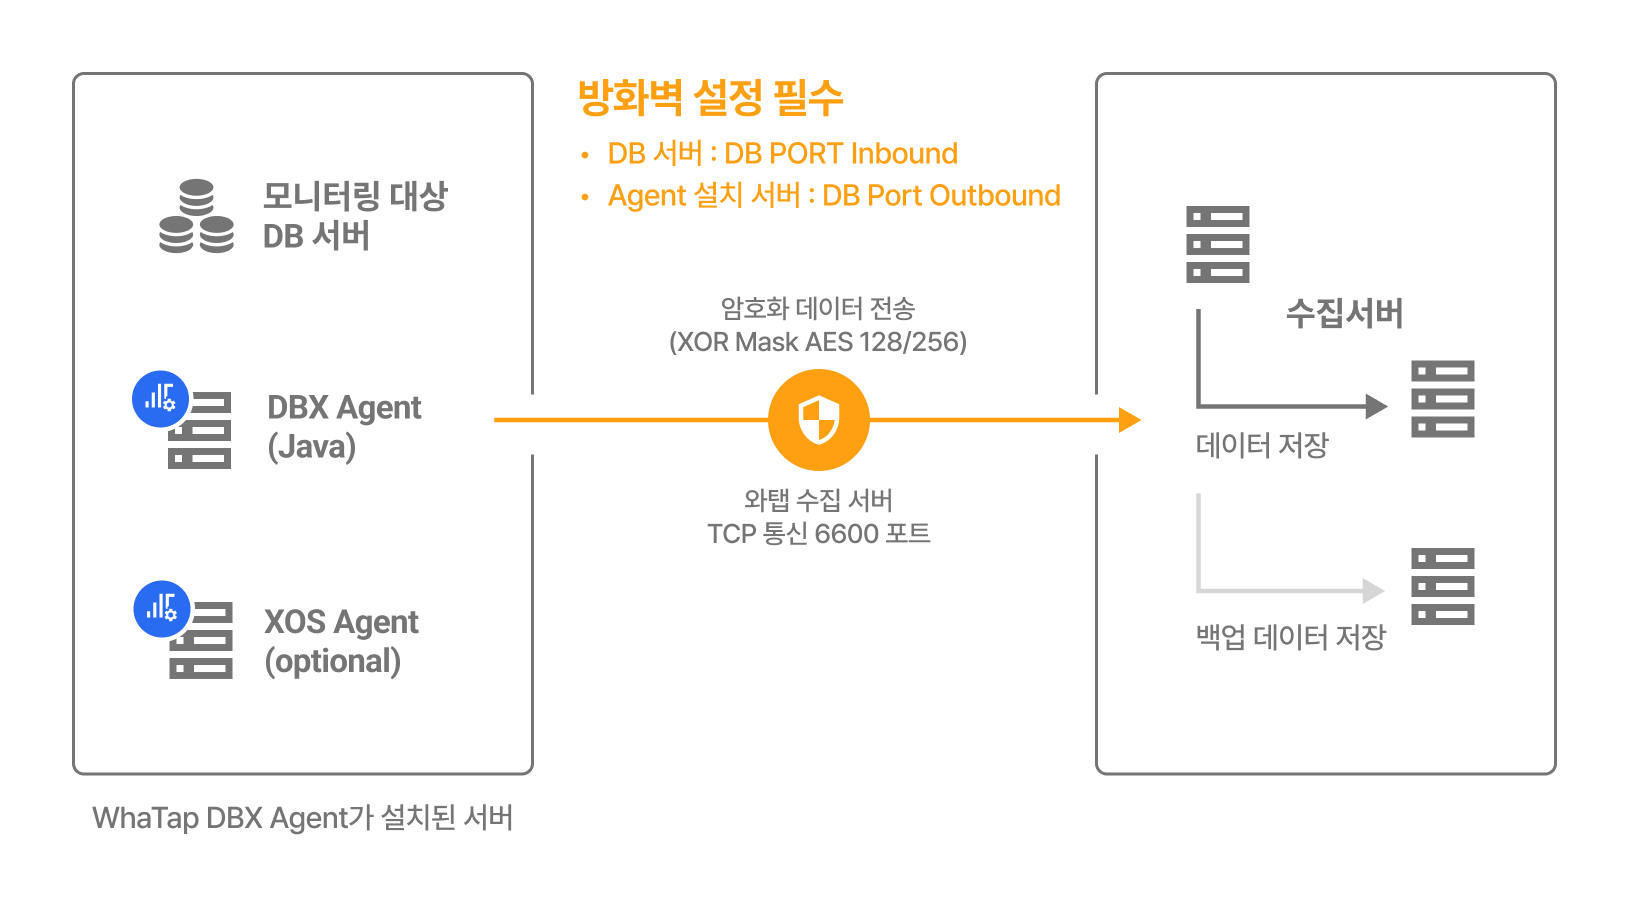 방화벽 설정 필수
• DB 서버 : DB PORT Inbound
• Agent 설치 서버 : DB Port Outbound
모니터링 대상
DB 서버
DBX Agent
(Java)
XOS Agent
(optional)
WhaTap DBX Agent가 설치된 서버
암호화 데이터 전송
(XOR Mask AES 128/256)
와탭 수집 서버
TCP 통신 6600 포트
수집서버
데이터 저장
백업 데이터 저장